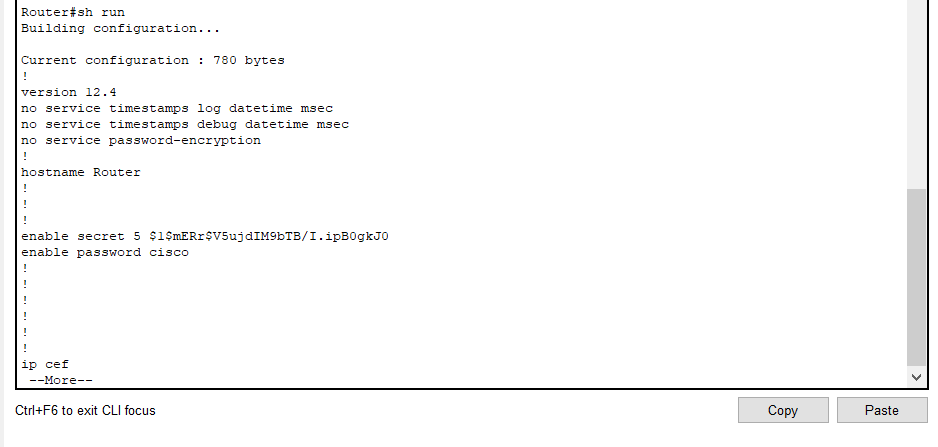 Router#sh run
Building configuration...
Current configuration : 780 bytes
!
version 12.4
no service timestamps log datetime msec
no service timestamps debug datetime msec
no service password-encryption
!
hostname Router
!
!
!
enable secret 5 $1$mERr$V5ujdIM9bTB/I.ipB0gkJ0
enable password cisco
!
!
!
!
!
!
ip cef
--More--
Ctrl+F6 to exit CLI focus
Copy
Paste